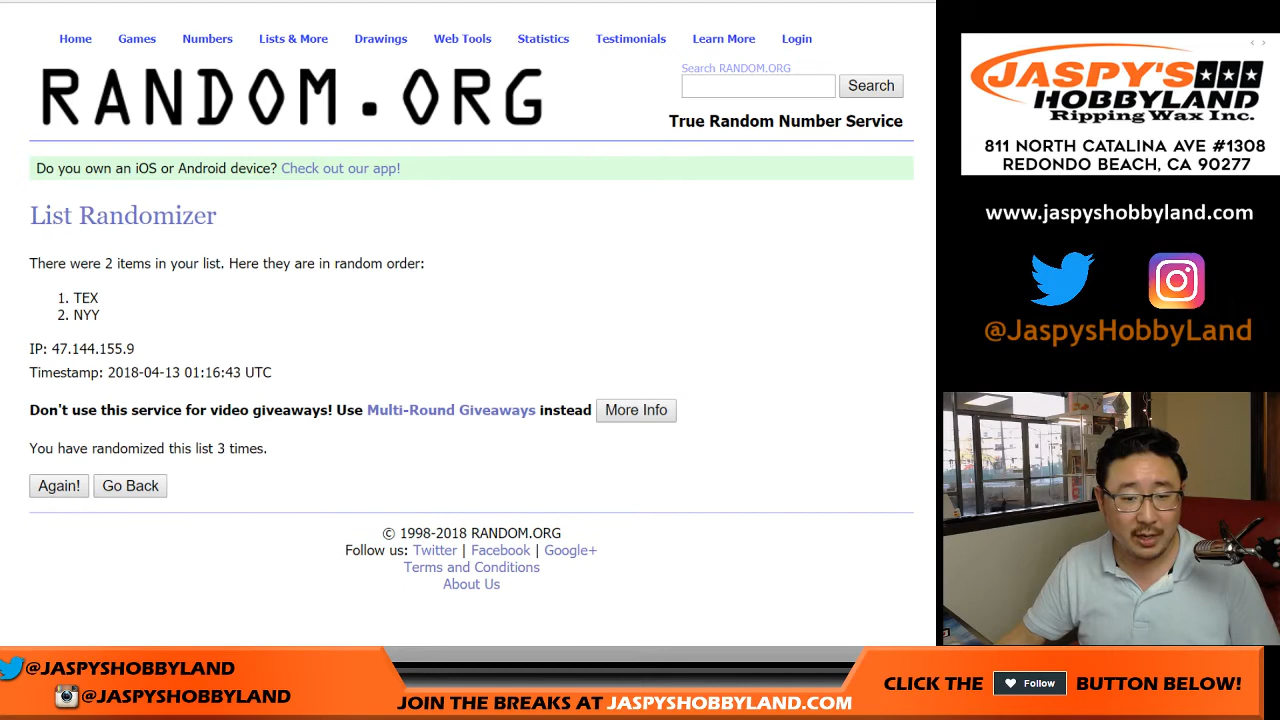 Home Games Numbers Lists & More Drawings Web Tools Statistics Testimonials Learn More Login
RANDOM.ORG
Search RANDOM.ORG
Search
True Random Number Service
Do you own an iOS or Android device? Check out our app!
List Randomizer
There were 2 items in your list. Here they are in random order:
1. TEX
2. NYY
IP: 47.144.155.9
Timestamp: 2018-04-13 01:16:43 UTC
Don't use this service for video giveaways! Use Multi-Round Giveaways instead More Info
You have randomized this list 3 times.
Again! Go Back
© 1998-2018 RANDOM.ORG
Follow us: Twitter | Facebook | Google+
Terms and Conditions
About Us
JASPY'S
HOBBYLAND
Ripping Wax Inc.
811 NORTH CATALINA AVE #1308
REDONDO BEACH, CA 90277
www.jaspyshobbyland.com
@JaspysHobbyLand
@JASPYSHOBBYLAND
@JASPYSHOBBYLAND
JOIN THE BREAKS AT JASPYSHOBBYLAND.COM
CLICK THE Follow BUTTON BELOW!